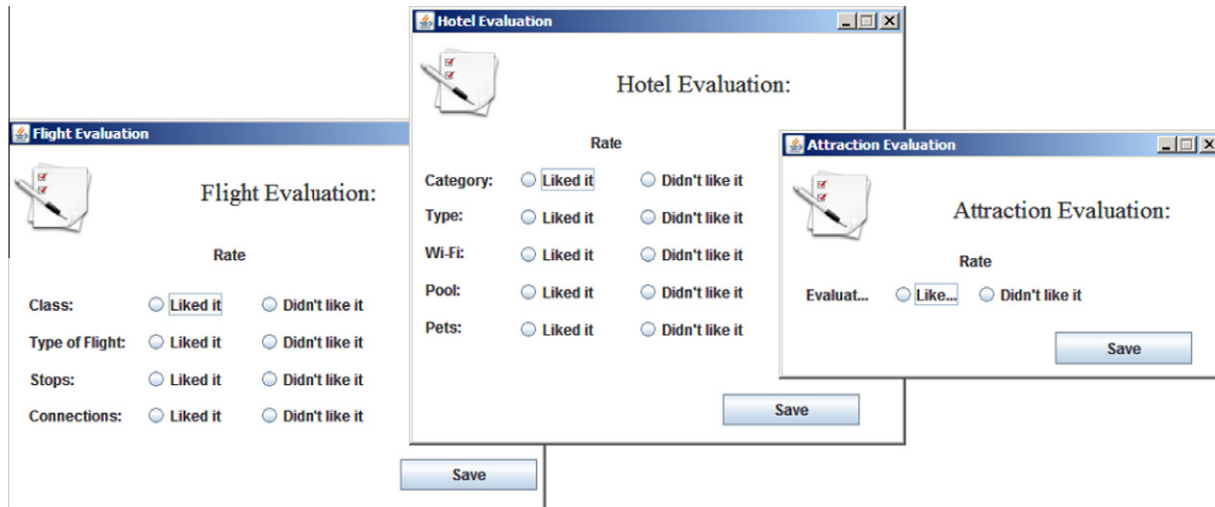 Flight Evaluation
Flight Evaluation:
Rate
Class: Liked it Didn't like it
Type of Flight: Liked it Didn't like it
Stops: Liked it Didn't like it
Connections: Liked it Didn't like it
Save
Hotel Evaluation
Hotel Evaluation:
Rate
Category: Liked it Didn't like it
Type: Liked it Didn't like it
Wi-Fi: Liked it Didn't like it
Pool: Liked it Didn't like it
Pets: Liked it Didn't like it
Save
Attraction Evaluation
Attraction Evaluation:
Rate
Evaluat... Like... Didn't like it
Save